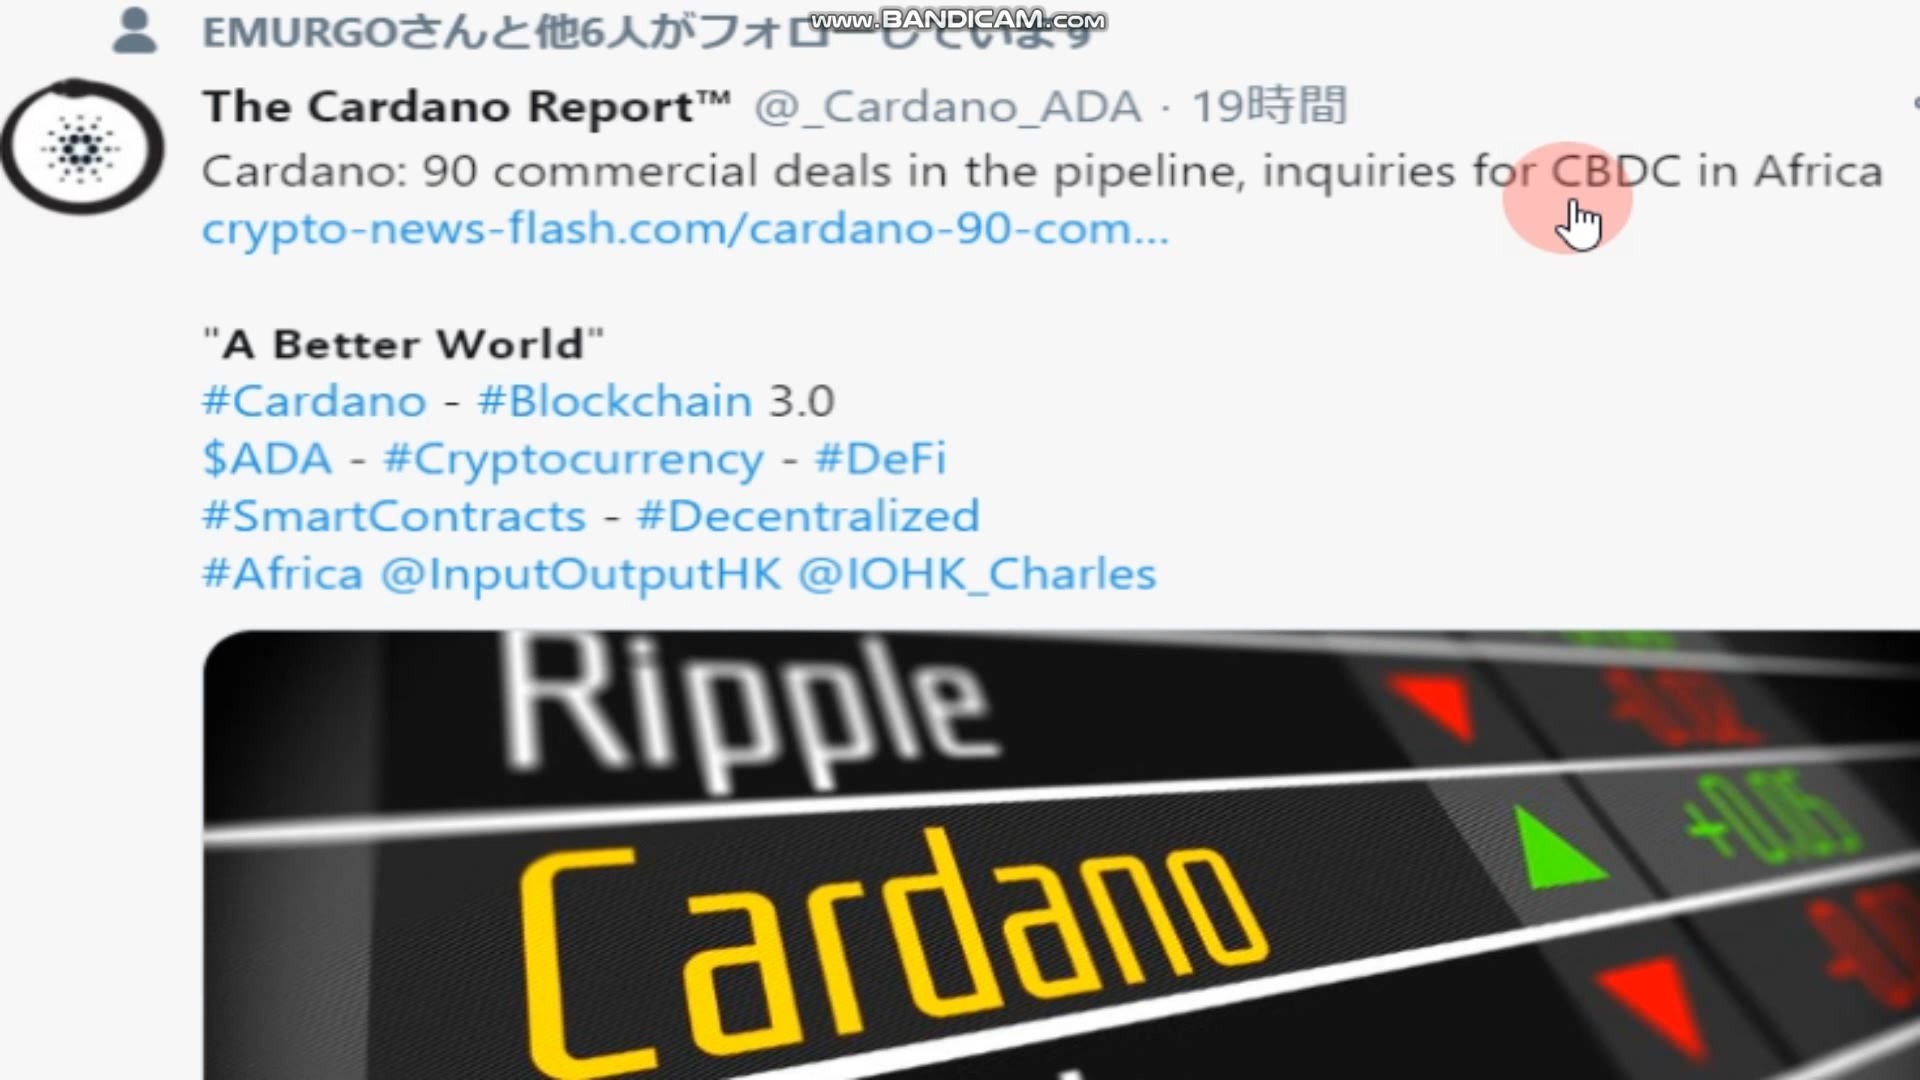 www.BANDICAM.com
EMURGOさんと他6人がフォローしています
The Cardano Report™ @_Cardano_ADA · 19時間
Cardano: 90 commercial deals in the pipeline, inquiries for CBDC in Africa
crypto-news-flash.com/cardano-90-com...
"A Better World"
#Cardano - #Blockchain 3.0
$ADA - #Cryptocurrency - #DeFi
#SmartContracts - #Decentralized
#Africa @InputOutputHK @IOHK_Charles
Ripple
Cardano